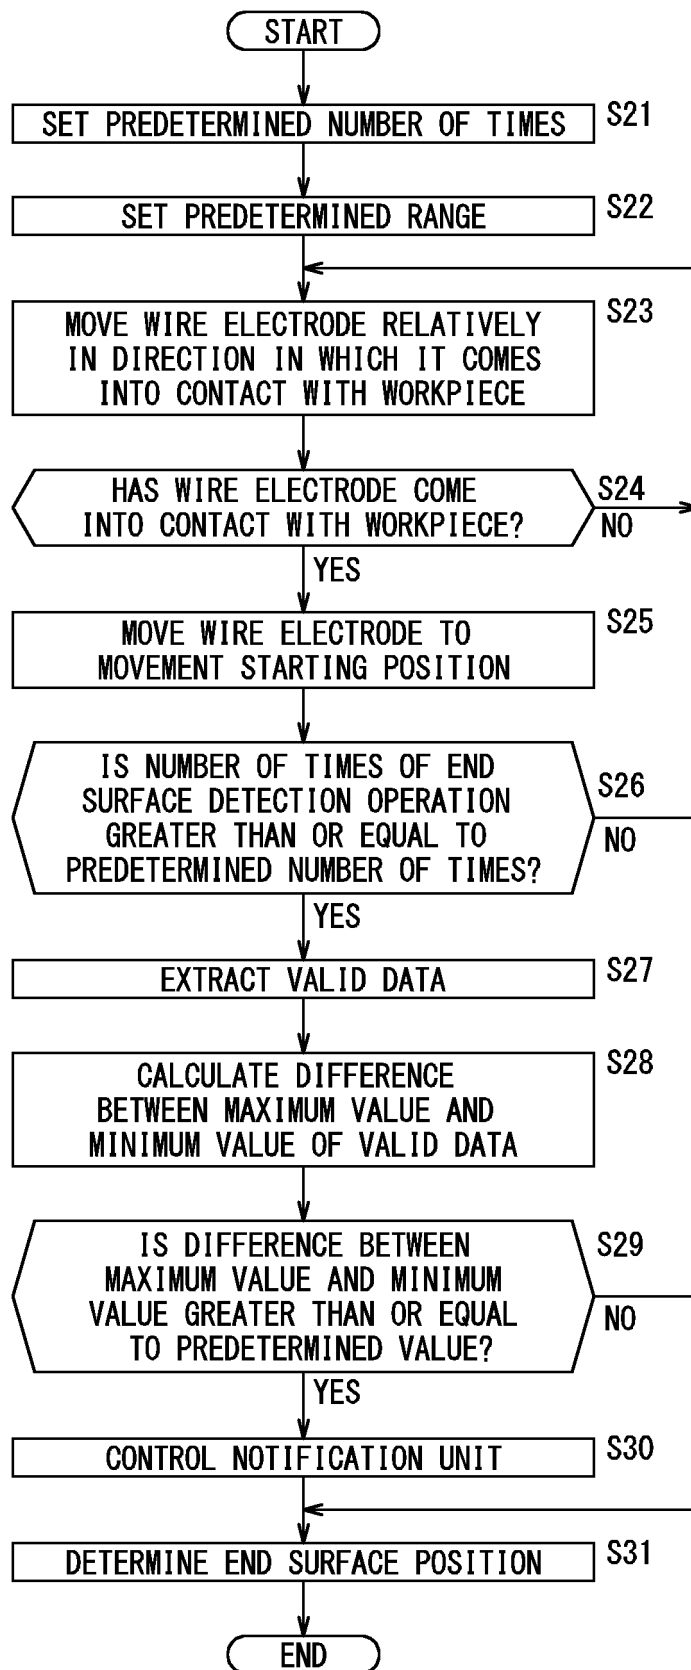 START
SET PREDETERMINED NUMBER OF TIMES
S21
SET PREDETERMINED RANGE
S22
MOVE WIRE ELECTRODE RELATIVELY
IN DIRECTION IN WHICH IT COMES
INTO CONTACT WITH WORKPIECE
S23
HAS WIRE ELECTRODE COME
INTO CONTACT WITH WORKPIECE?
S24
NO
YES
MOVE WIRE ELECTRODE TO
MOVEMENT STARTING POSITION
S25
IS NUMBER OF TIMES OF END
SURFACE DETECTION OPERATION
GREATER THAN OR EQUAL TO
PREDETERMINED NUMBER OF TIMES?
S26
NO
YES
EXTRACT VALID DATA
S27
CALCULATE DIFFERENCE
BETWEEN MAXIMUM VALUE AND
MINIMUM VALUE OF VALID DATA
S28
IS DIFFERENCE BETWEEN
MAXIMUM VALUE AND MINIMUM
VALUE GREATER THAN OR EQUAL
TO PREDETERMINED VALUE?
S29
NO
YES
CONTROL NOTIFICATION UNIT
S30
DETERMINE END SURFACE POSITION
S31
END